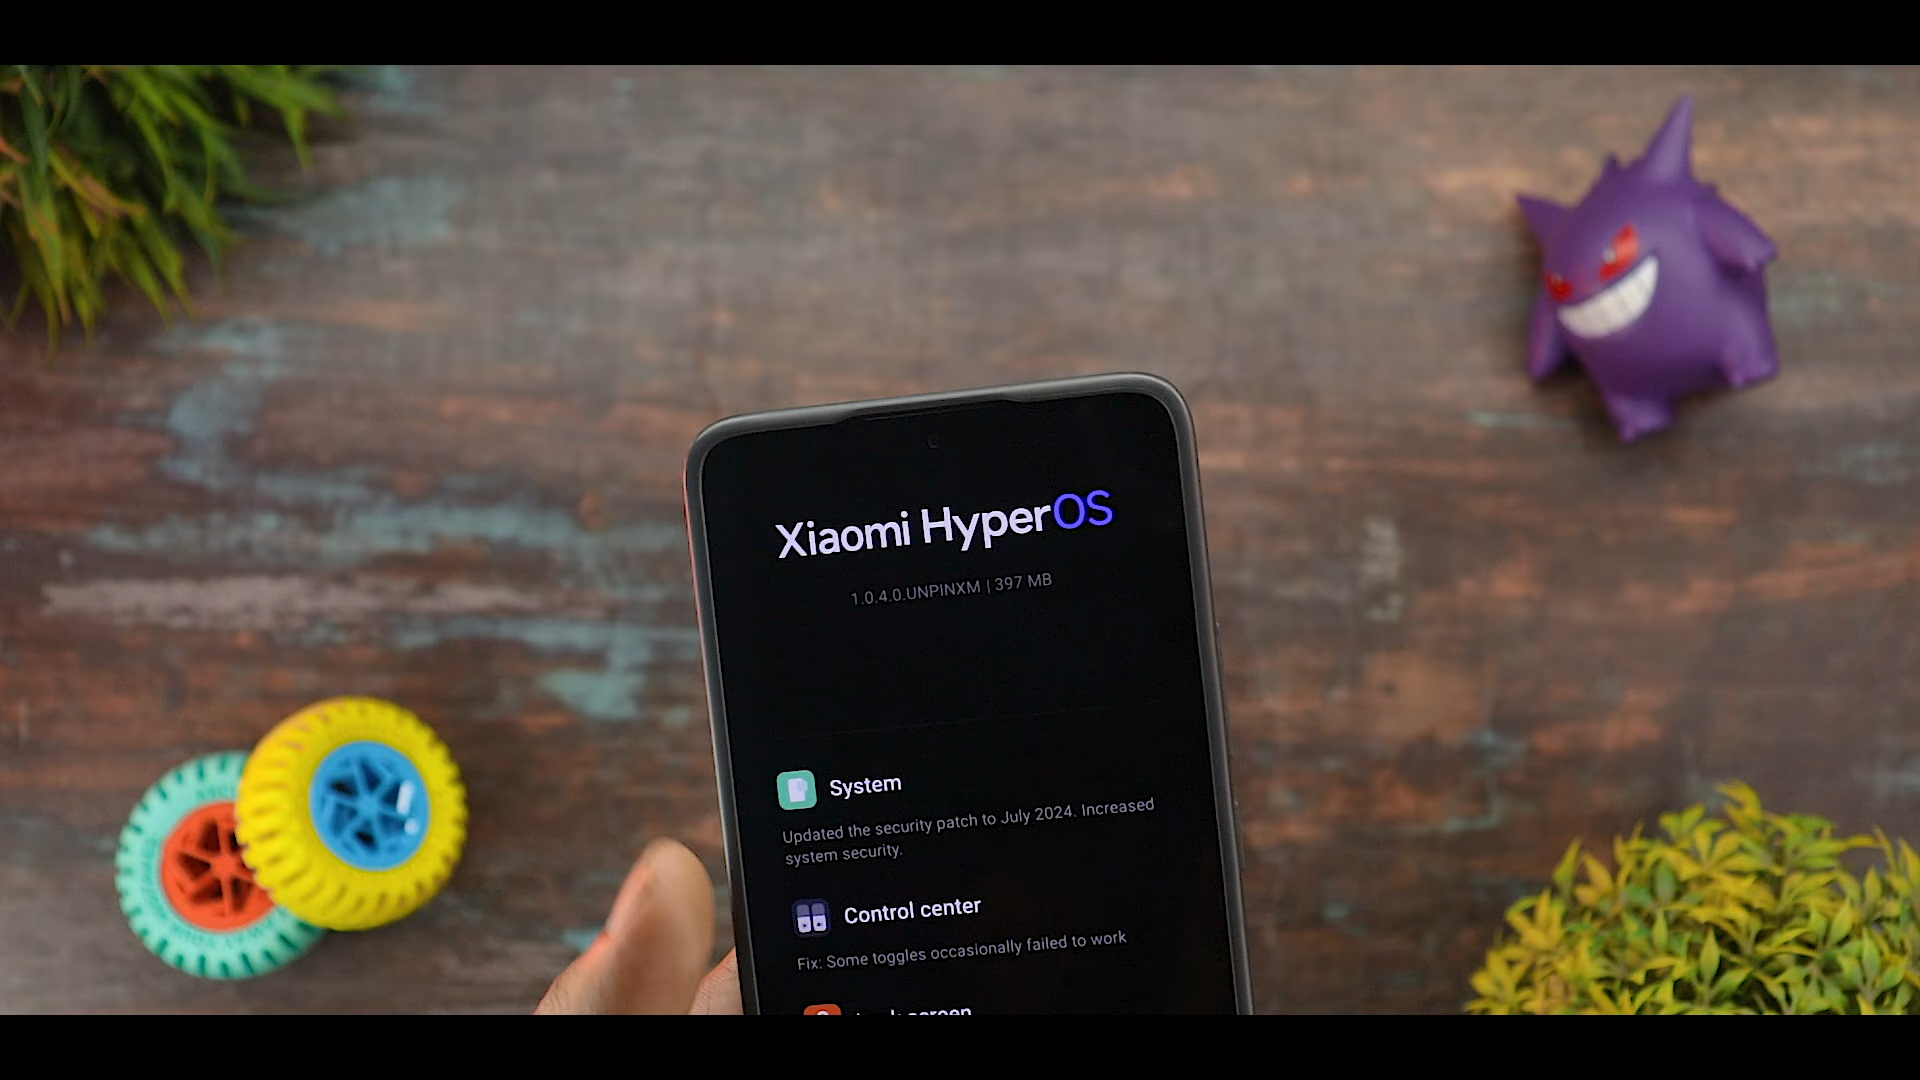 Xiaomi HyperOS
1.0.4.0.UNPINXM | 397 MB
System
Updated the security patch to July 2024. Increased
system security.
Control center
Fix: Some toggles occasionally failed to work
screen